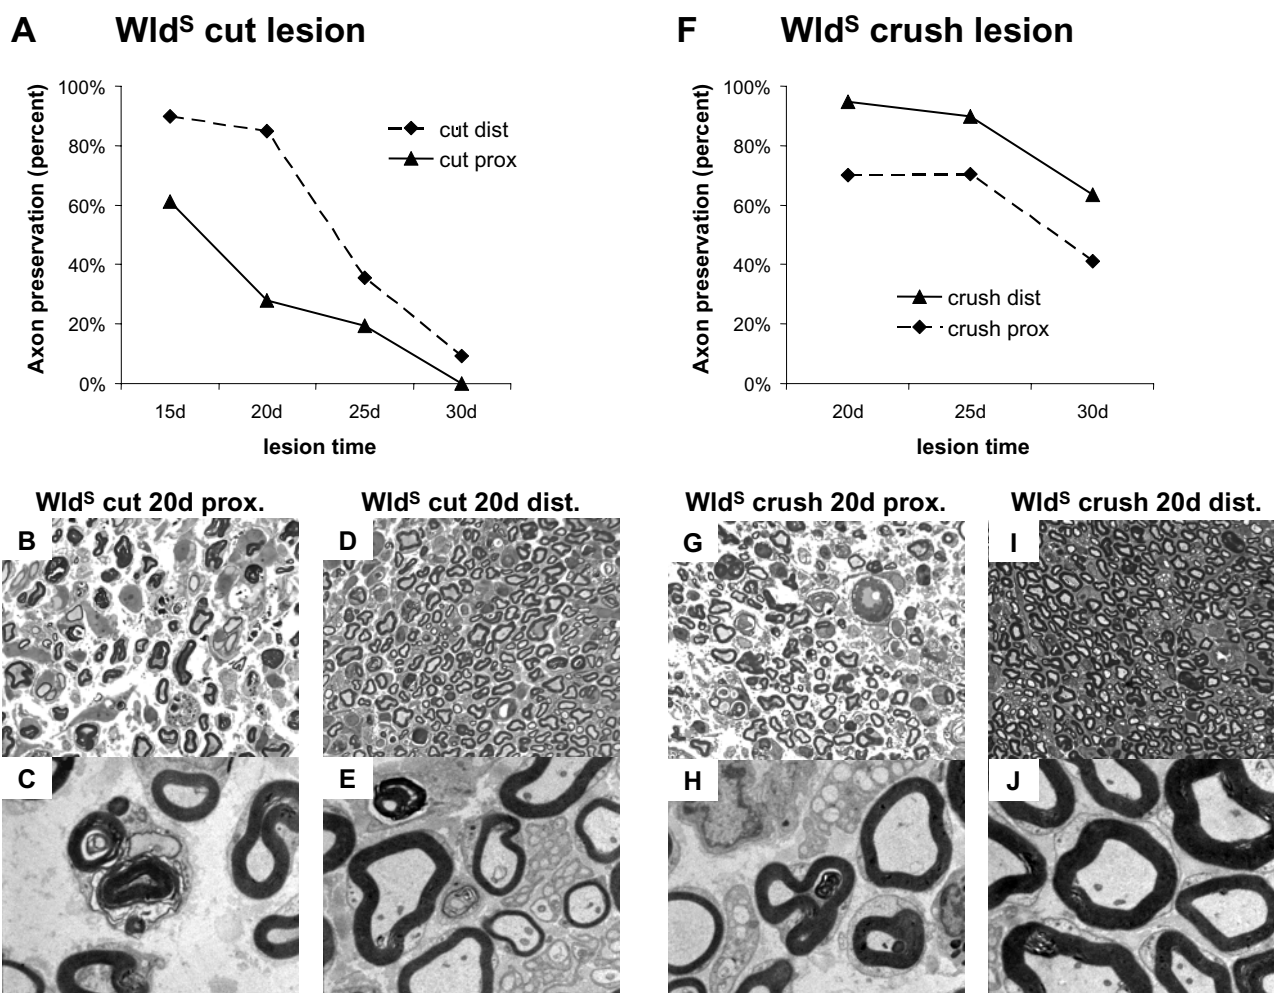 A
Wldˢ cut lesion
Axon preservation (percent)
100%
80%
60%
40%
20%
0%
15d
20d
25d
30d
lesion time
cut dist
cut prox
F
Wldˢ crush lesion
Axon preservation (percent)
100%
80%
60%
40%
20%
0%
20d
25d
30d
lesion time
crush dist
crush prox
Wldˢ cut 20d prox.
Wldˢ cut 20d dist.
Wldˢ crush 20d prox.
Wldˢ crush 20d dist.
B
D
G
I
C
E
H
J